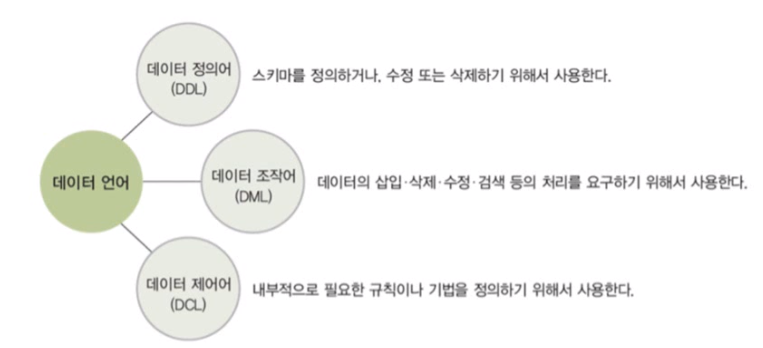 데이터 정의어
(DDL)
스키마를 정의하거나, 수정 또는 삭제하기 위해서 사용한다.
데이터 언어
데이터 조작어
(DML)
데이터의 삽입·삭제·수정·검색 등의 처리를 요구하기 위해서 사용한다.
데이터 제어어
(DCL)
내부적으로 필요한 규칙이나 기법을 정의하기 위해서 사용한다.